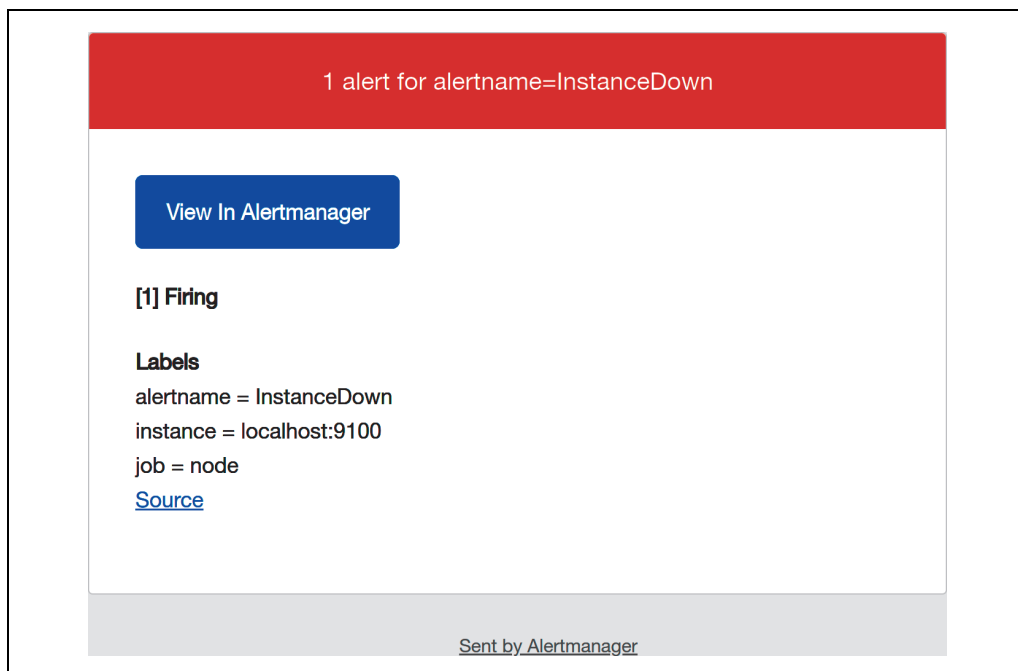 1 alert for alertname=InstanceDown
View In Alertmanager
[1] Firing
Labels
alertname = InstanceDown
instance = localhost:9100
job = node
Source
Sent by Alertmanager